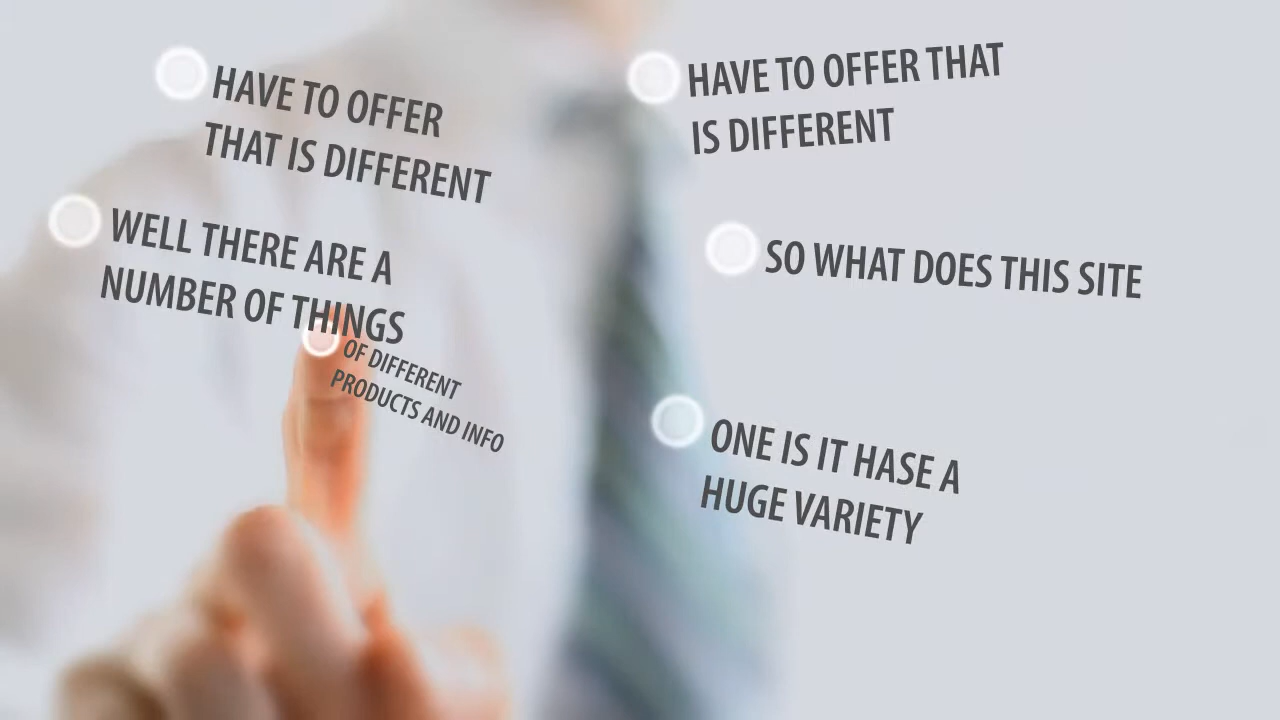 HAVE TO OFFER
THAT IS DIFFERENT
WELL THERE ARE A
NUMBER OF THINGS
OF DIFFERENT
PRODUCTS AND INFO
HAVE TO OFFER THAT
IS DIFFERENT
SO WHAT DOES THIS SITE
ONE IS IT HASE A
HUGE VARIETY